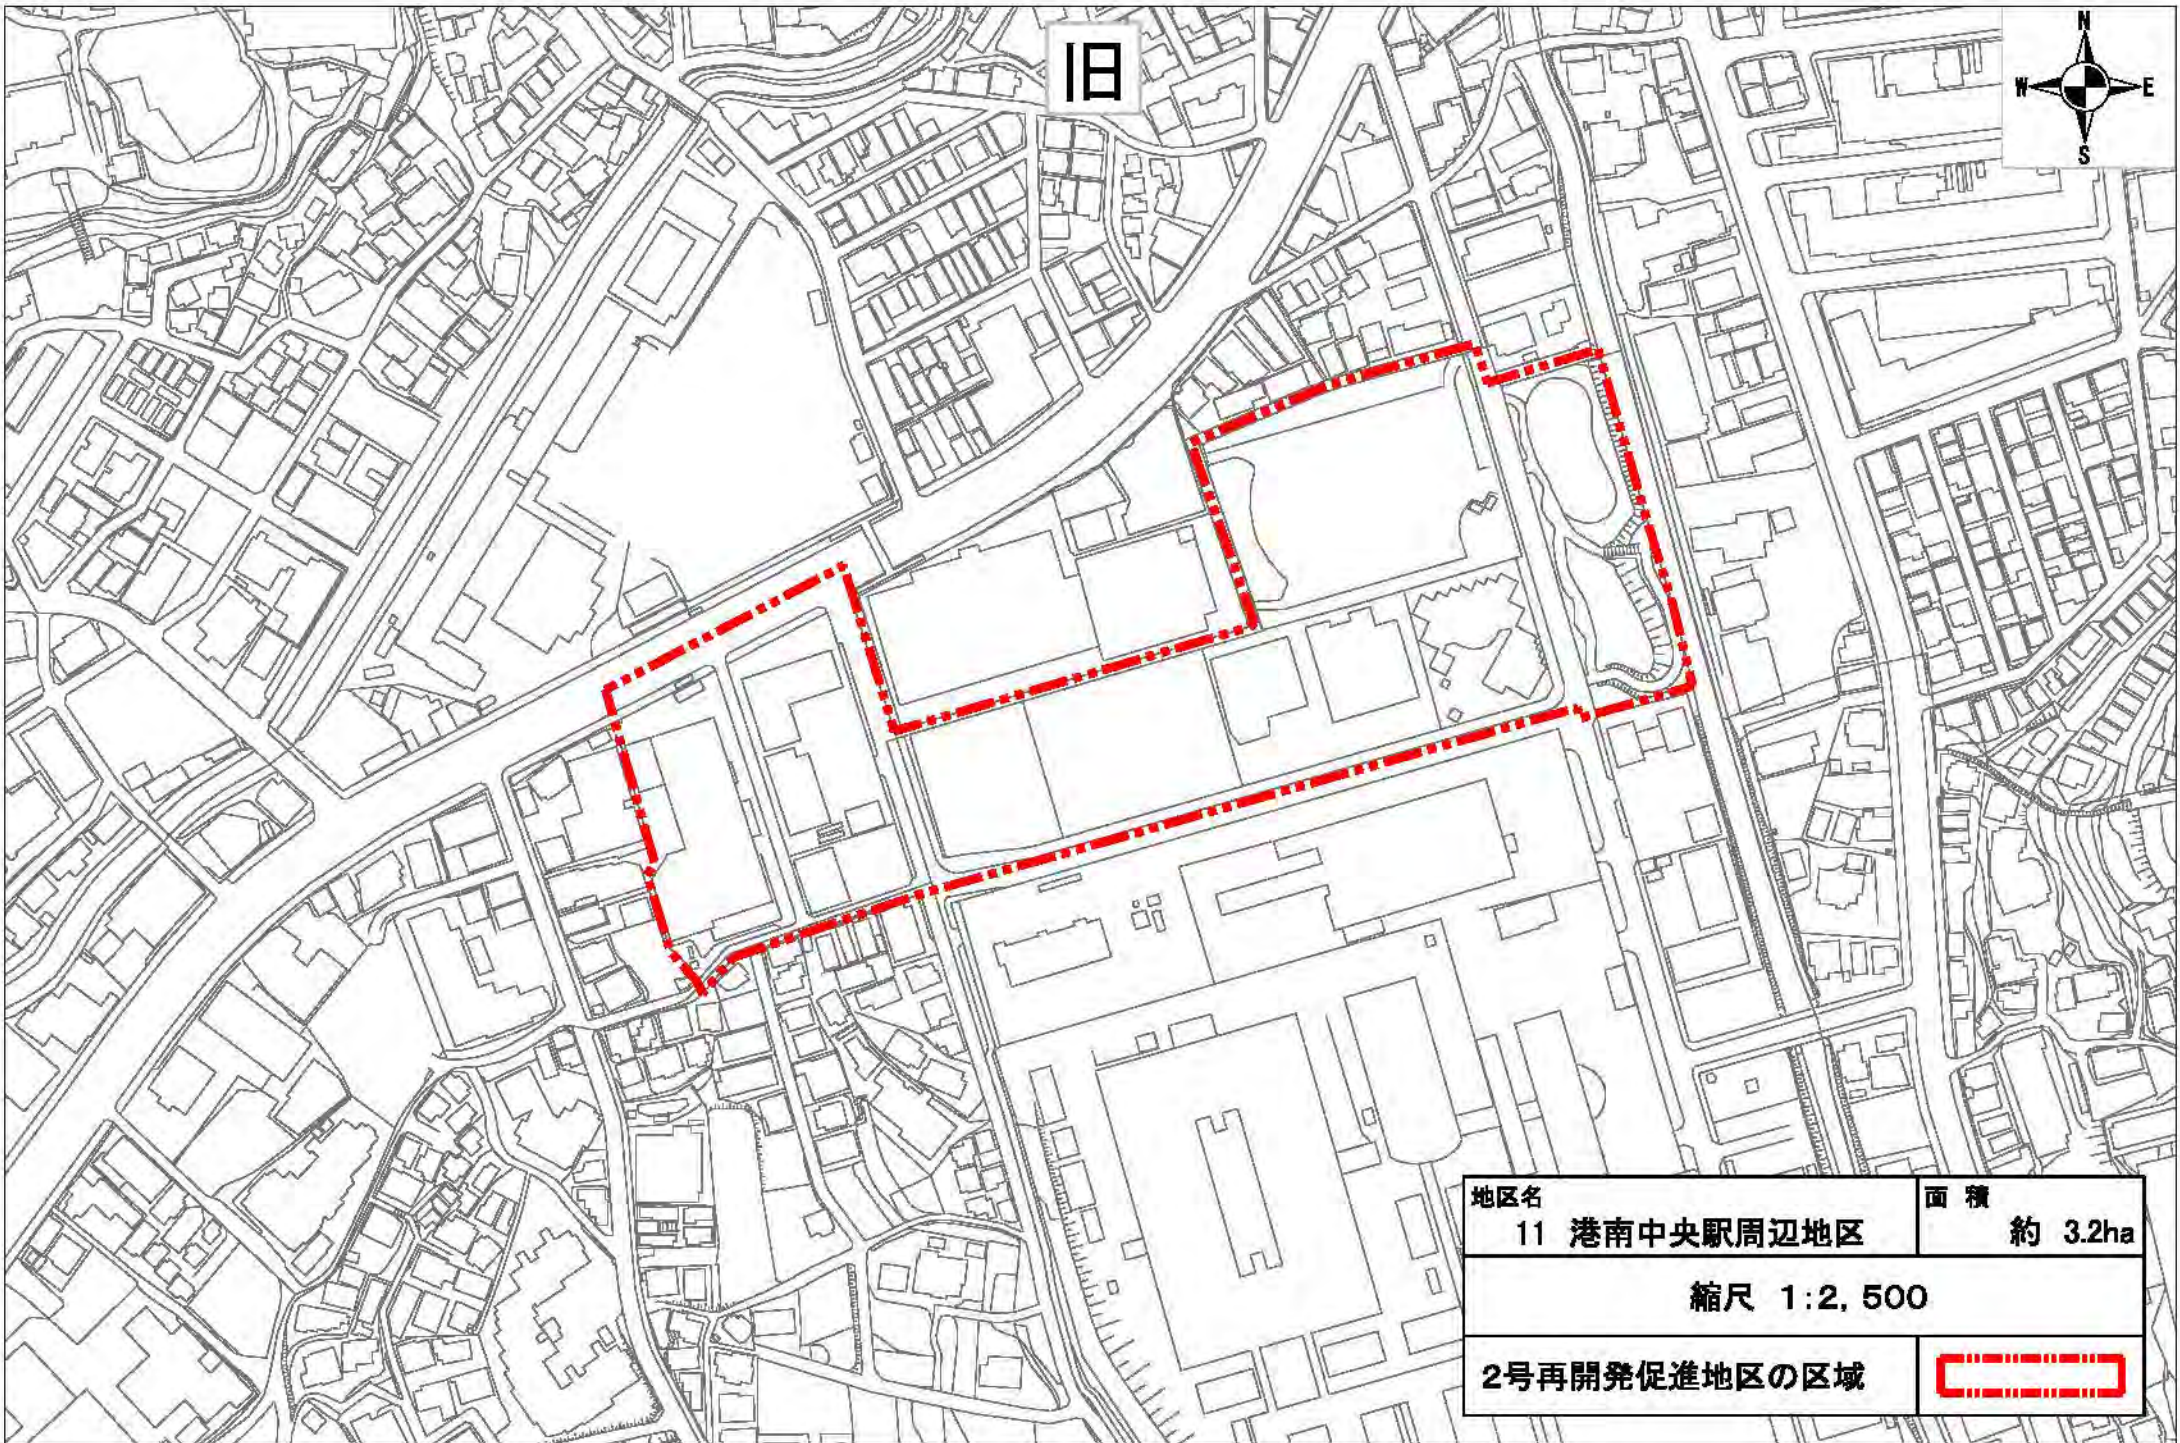 旧
N
W E
S
地区名
11 港南中央駅周辺地区
面 積
約 3.2ha
縮尺 1:2,500
2号再開発促進地区の区域